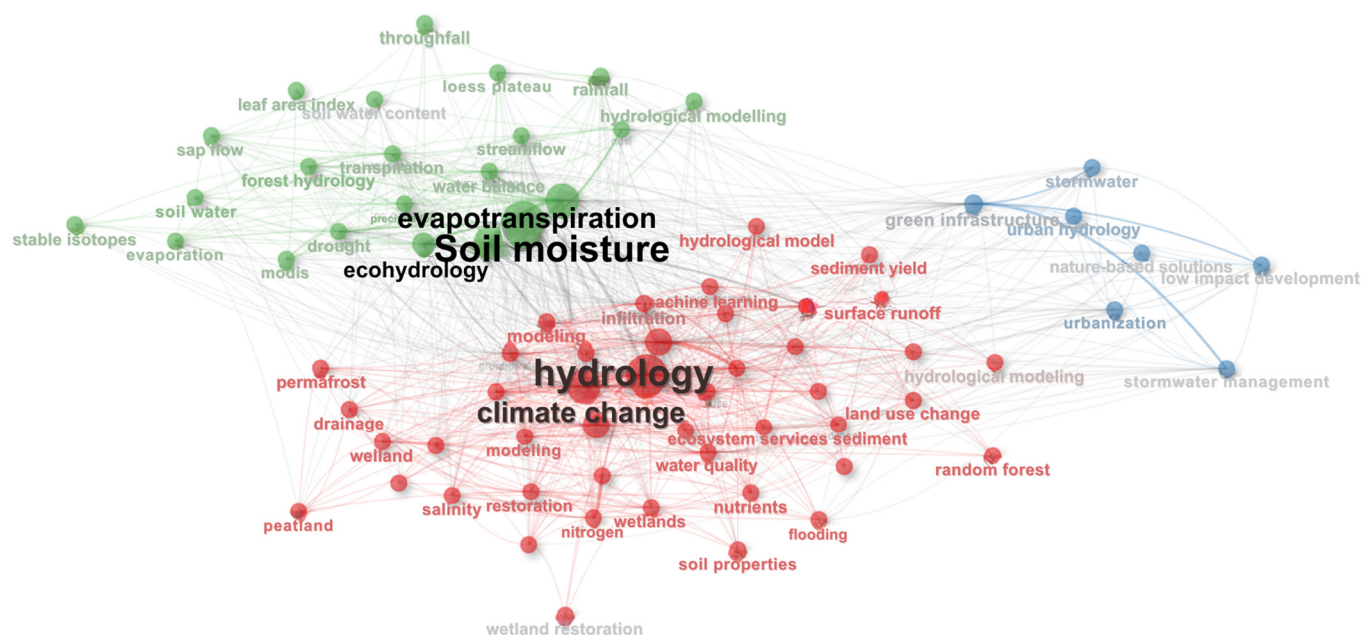 throughfall
loess plateau
rainfall
leaf area index
soil water content
hydrological modelling
sap flow
transpiration
streamflow
stormwater
forest hydrology
water balance
soil water
evapotranspiration
green infrastructure
urban hydrology
stable isotopes
evaporation
drought
Soil moisture
hydrological model
modis
ecohydrology
sediment yield
nature-based solutions
low impact development
machine learning
surface runoff
infiltration
urbanization
modeling
hydrology
permafrost
hydrological modeling
stormwater management
drainage
climate change
land use change
welland
modeling
ecosystem services
sediment
water quality
random forest
salinity
restoration
nutrients
peatland
nitrogen
wetlands
flooding
soil properties
wetland restoration